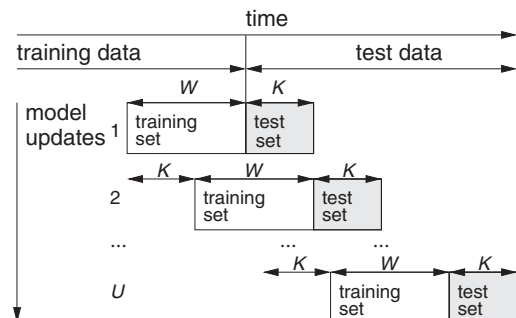 time
training data test data
W K
model
updates
1 training
set
test
set
K W K
2 training
set
test
set
... ... ...
K W K
U training
set
test
set